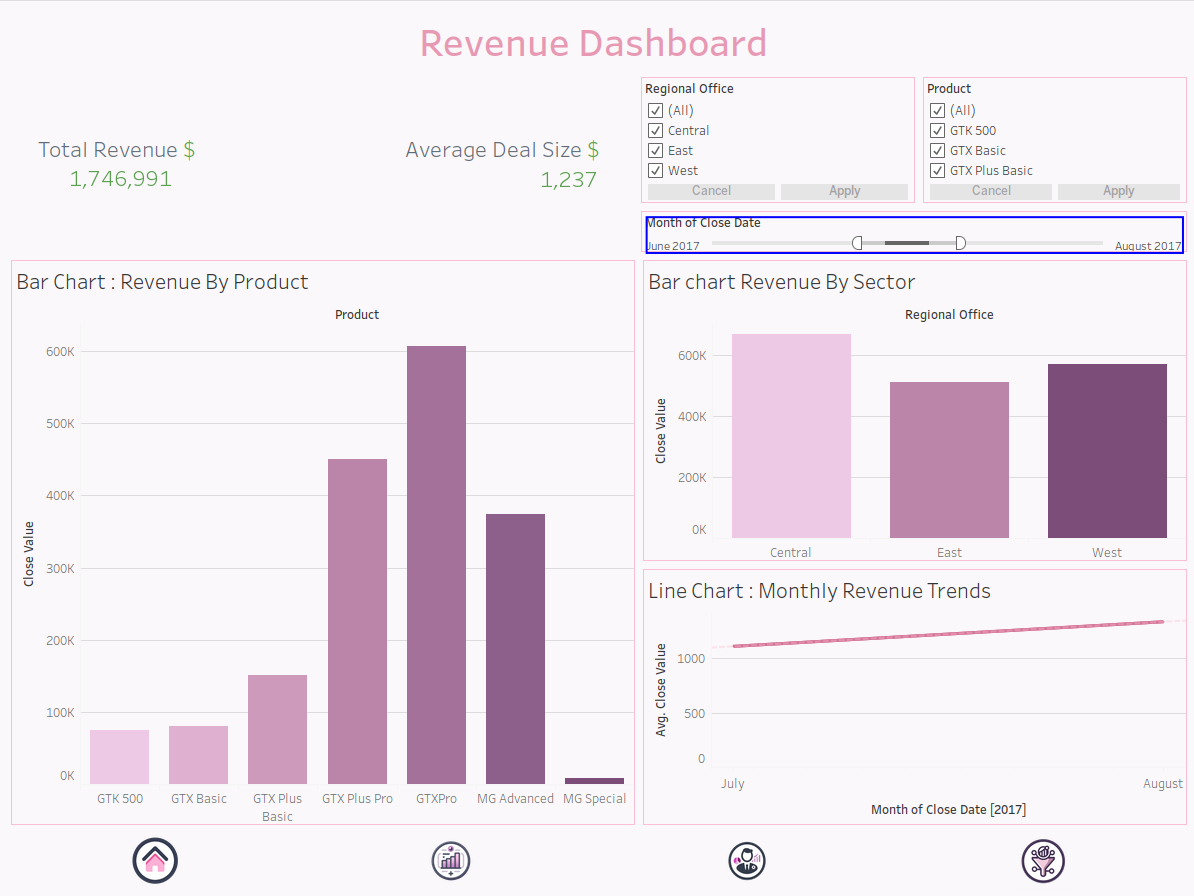 Revenue Dashboard
Total Revenue $
1,746,991
Average Deal Size $
1,237
Regional Office
(All)
Central
East
West
Cancel
Apply
Product
(All)
GTK 500
GTX Basic
GTX Plus Basic
Cancel
Apply
Month of Close Date
June 2017
August 2017
Bar Chart : Revenue By Product
Product
Close Value
600K
500K
400K
300K
200K
100K
0K
GTK 500
GTX Basic
GTX Plus
Basic
GTX Plus Pro
GTXPro
MG Advanced
MG Special
Bar chart Revenue By Sector
Regional Office
Close Value
600K
400K
200K
0K
Central
East
West
Line Chart : Monthly Revenue Trends
Avg. Close Value
1000
500
0
July
August
Month of Close Date [2017]